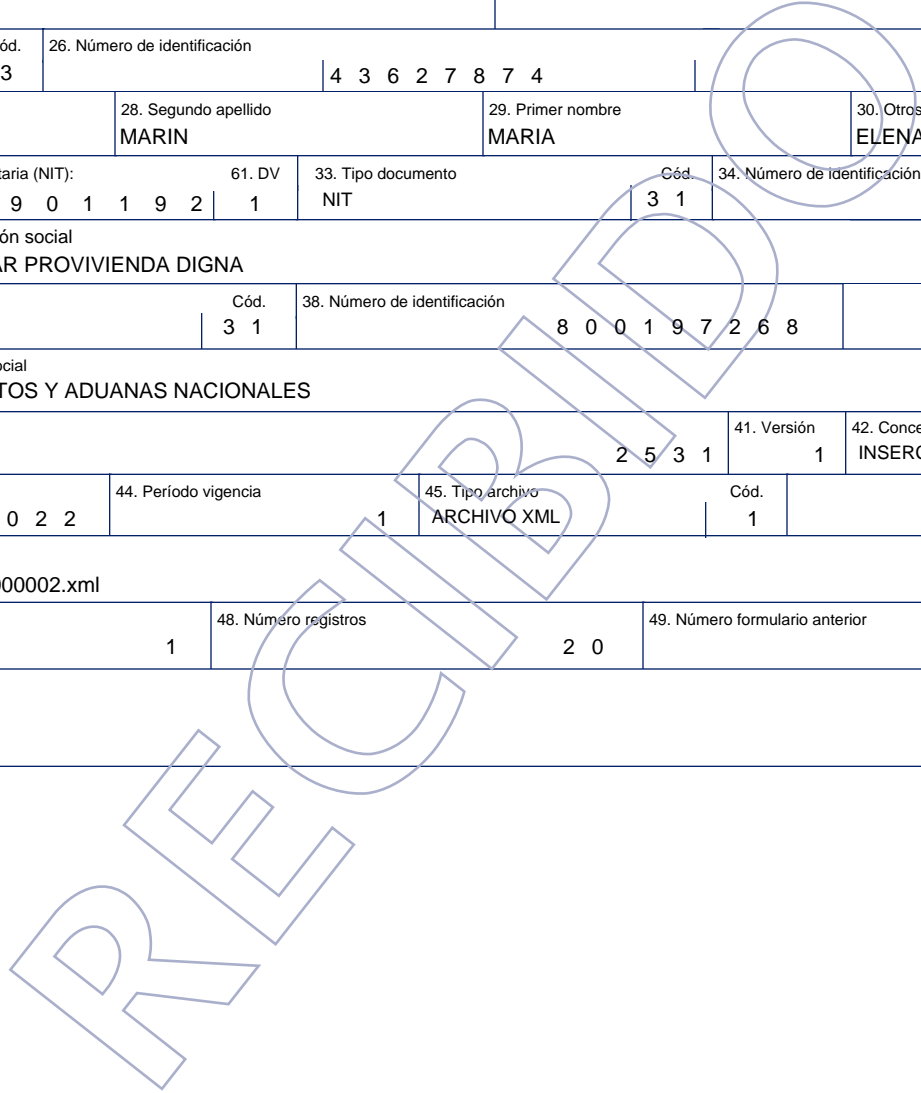 ód. 26. Número de identificación
3 4 3 6 2 7 8 7 4
28. Segundo apellido 29. Primer nombre 30. Otros
MARIN MARIA ELENA
taria (NIT): 61. DV 33. Tipo documento Cód. 34. Número de identificación
9 0 1 1 9 2 1 NIT 3 1
ón social
AR PROVIVIENDA DIGNA
Cód. 38. Número de identificación
3 1 8 0 0 1 9 7 2 6 8
ocial
TOS Y ADUANAS NACIONALES
41. Versión 42. Conce
2 5 3 1 1 INSERC
44. Período vigencia 45. Tipo archivo Cód.
0 2 2 1 ARCHIVO XML 1
000002.xml
48. Número registros 49. Número formulario anterior
1 2 0
RECIBIDO